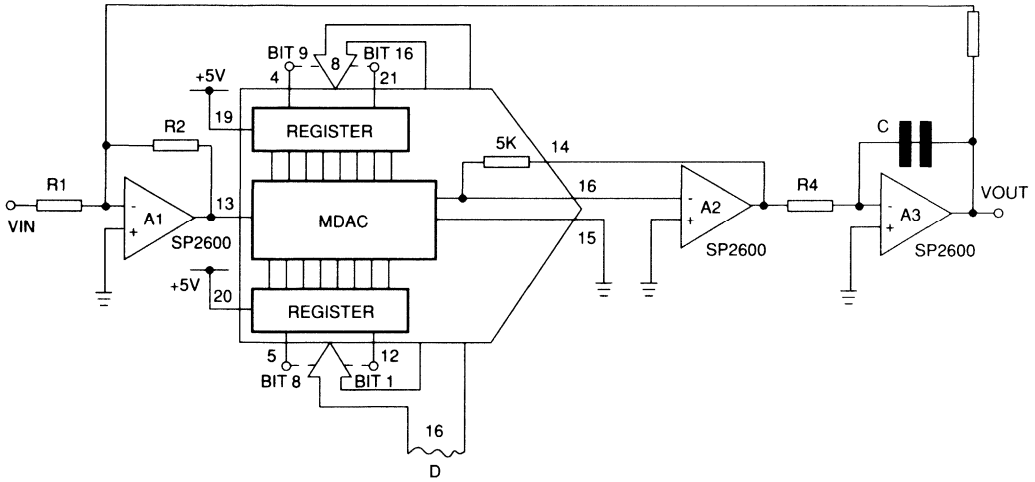 BIT 9
8
BIT 16
4
21
+5V
19
REGISTER
C
R2
5K
14
R1
- 
A1
+
VIN
13
SP2600
MDAC
16
15
-
A2
+
SP2600
R4
-
A3
+
SP2600
VOUT
+5V
20
REGISTER
5
12
BIT 8
BIT 1
16
D